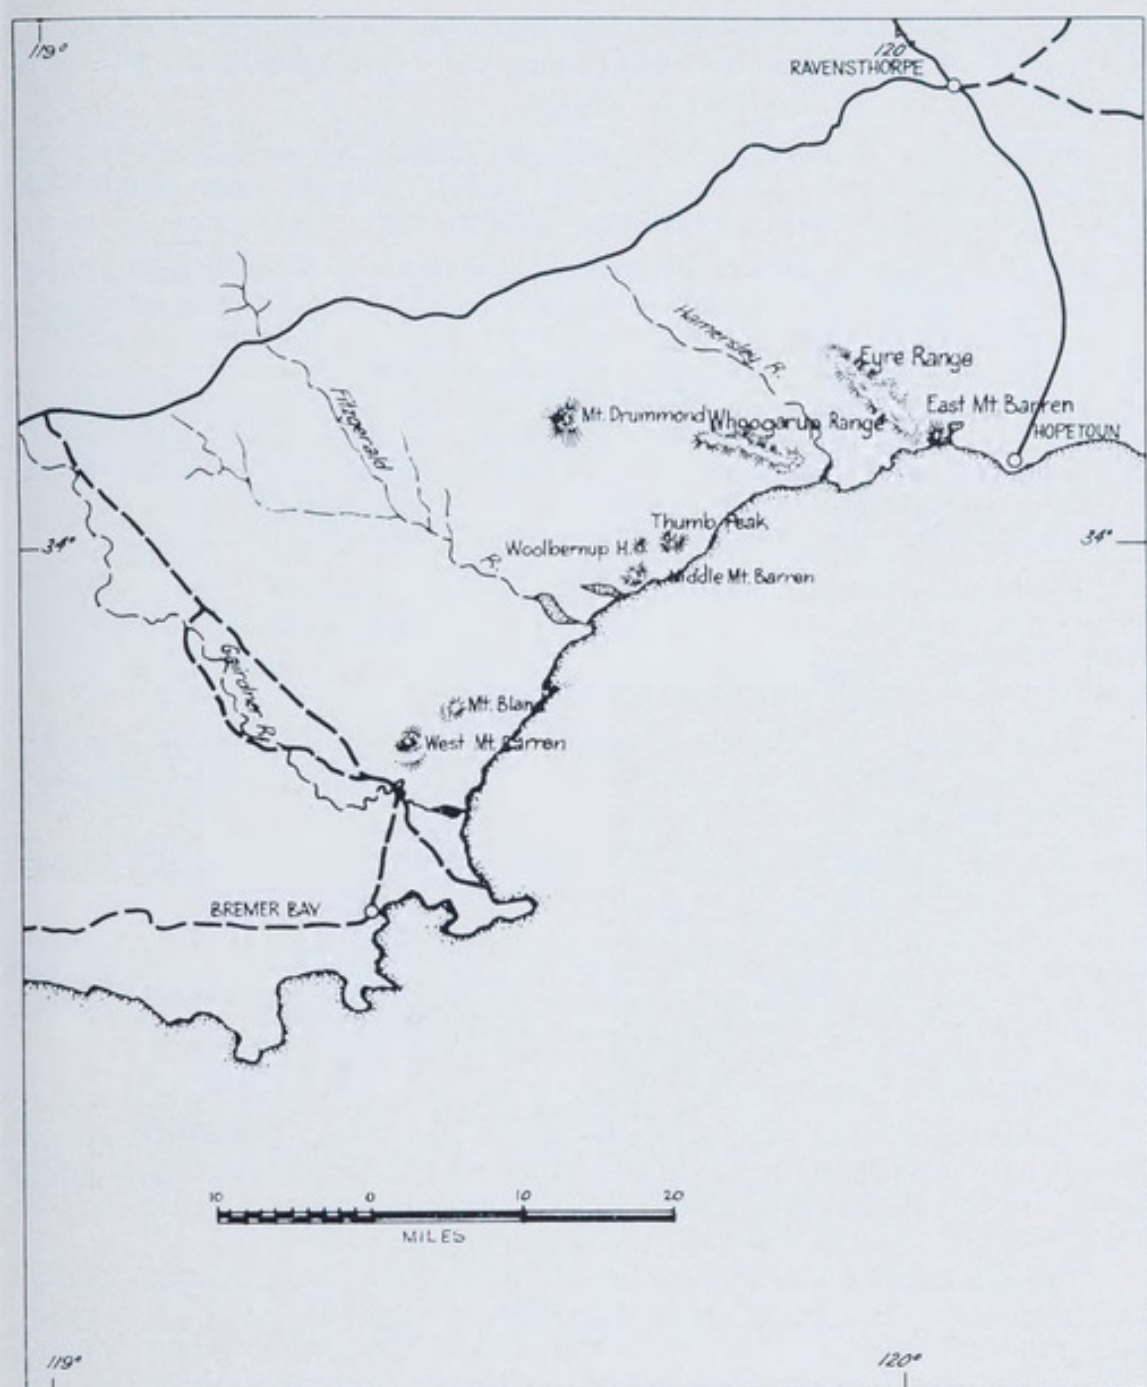 119°
120°
RAVENSTHORPE
Hamersley R.
Eyre Range
East Mt. Barren
Mt. Drummond
Whoogarup Range
HOPETOUN
Fitzgerald
R.
34°
34°
Thumb Peak
Woolbernup H.
Middle Mt. Barren
Gairdner R.
Mt. Bland
West Mt. Barren
BREMER BAY
10 0 10 20
MILES
119°
120°